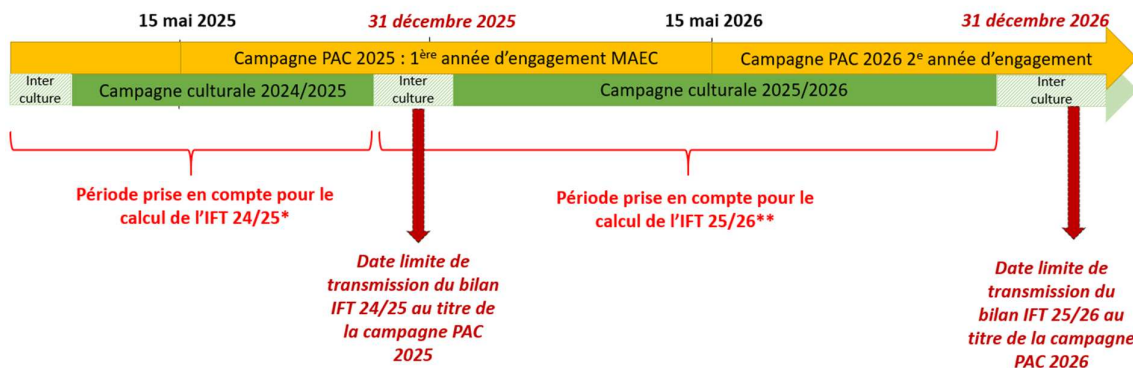 15 mai 2025
31 décembre 2025
15 mai 2026
31 décembre 2026
Campagne PAC 2025 : 1ère année d’engagement MAEC
Campagne PAC 2026 2e année d’engagement
Inter
culture
Campagne culturale 2024/2025
Inter
culture
Campagne culturale 2025/2026
Inter
culture
Période prise en compte pour le
calcul de l’IFT 24/25*
Période prise en compte pour le
calcul de l’IFT 25/26**
Date limite de
transmission du bilan
IFT 24/25 au titre de
la campagne PAC
2025
Date limite de
transmission du
bilan IFT 25/26 au
titre de la campagne
PAC 2026